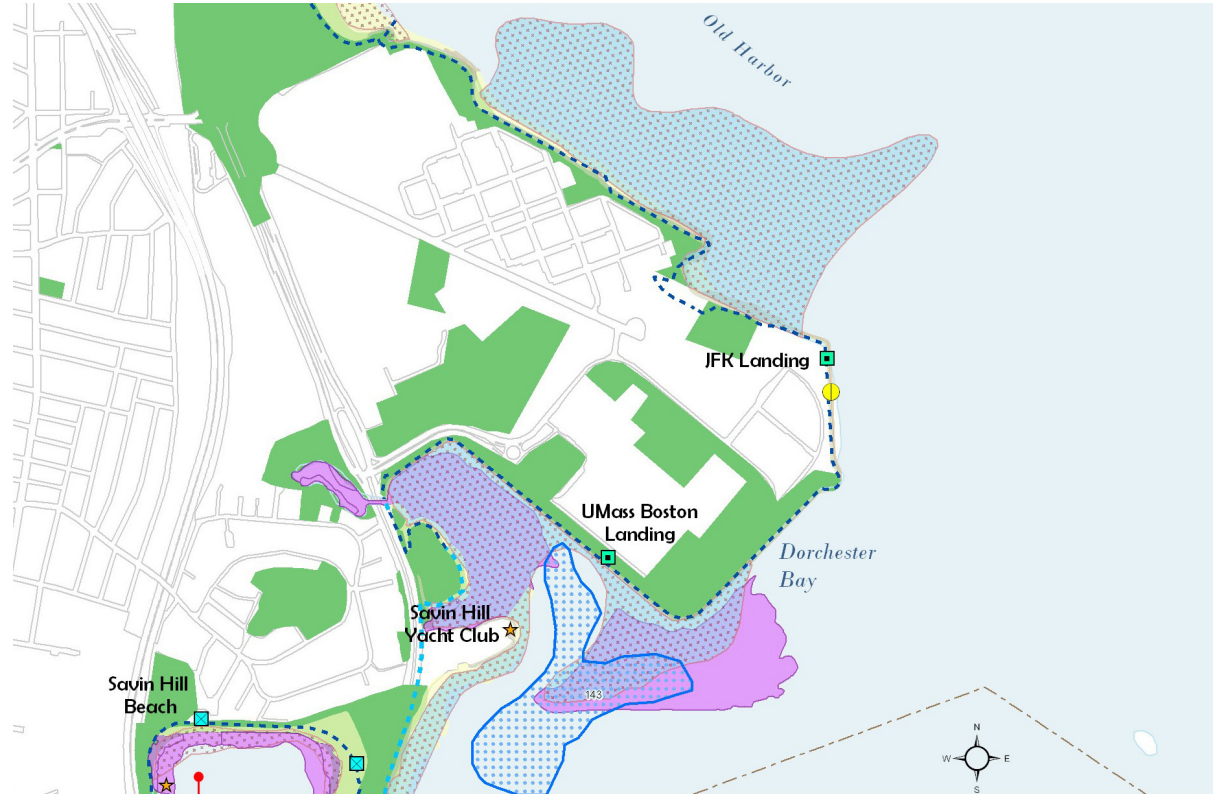 Old Harbor
JFK Landing
UMass Boston
Landing
Dorchester
Bay
Savin Hill
Yacht Club
Savin Hill
Beach
143
N
W
E
S